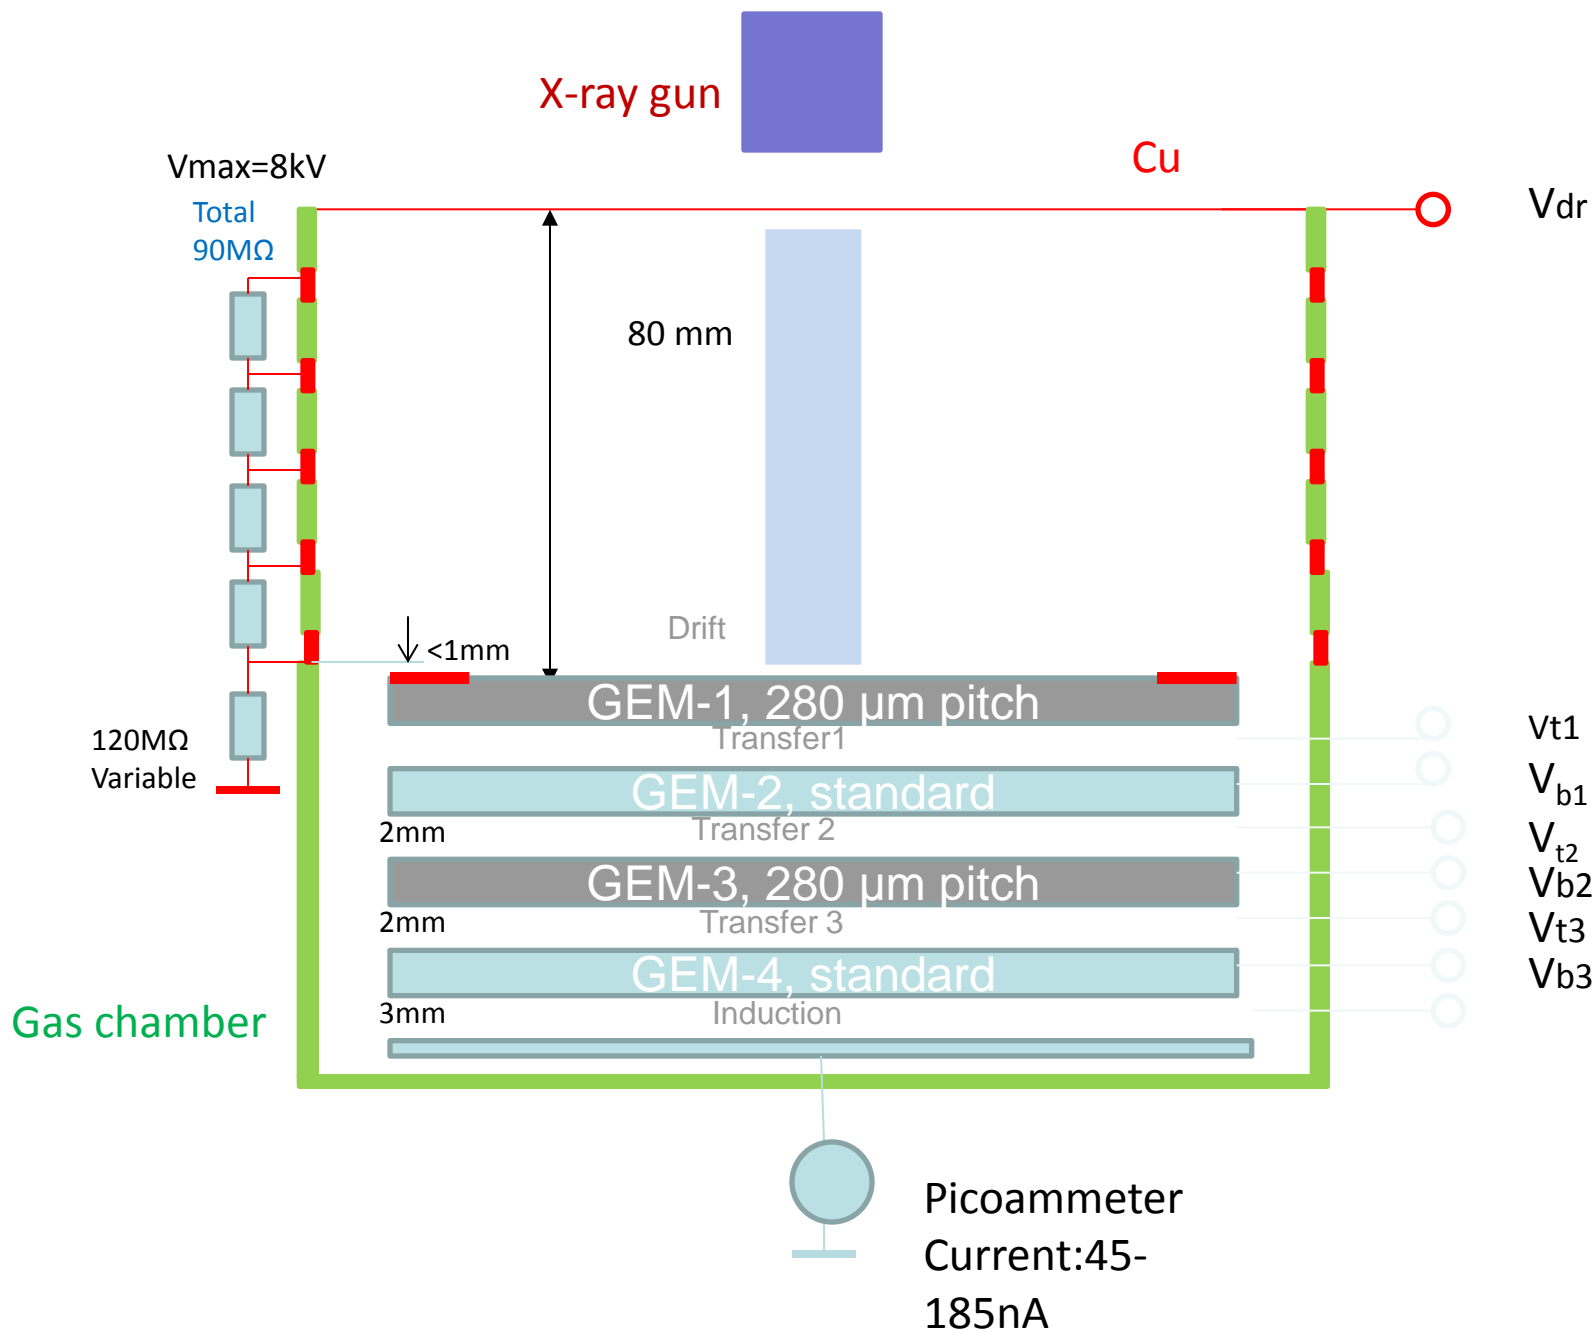 X-ray gun
Vmax=8kV
Cu
Total
90MΩ
Vdr
80 mm
Drift
<1mm
GEM-1, 280 µm pitch
Transfer1
Vt1
120MΩ
Variable
GEM-2, standard
Vb1
2mm
Transfer 2
Vt2
GEM-3, 280 µm pitch
Vb2
2mm
Transfer 3
Vt3
GEM-4, standard
Vb3
Gas chamber
3mm
Induction
Picoammeter
Current:45-
185nA